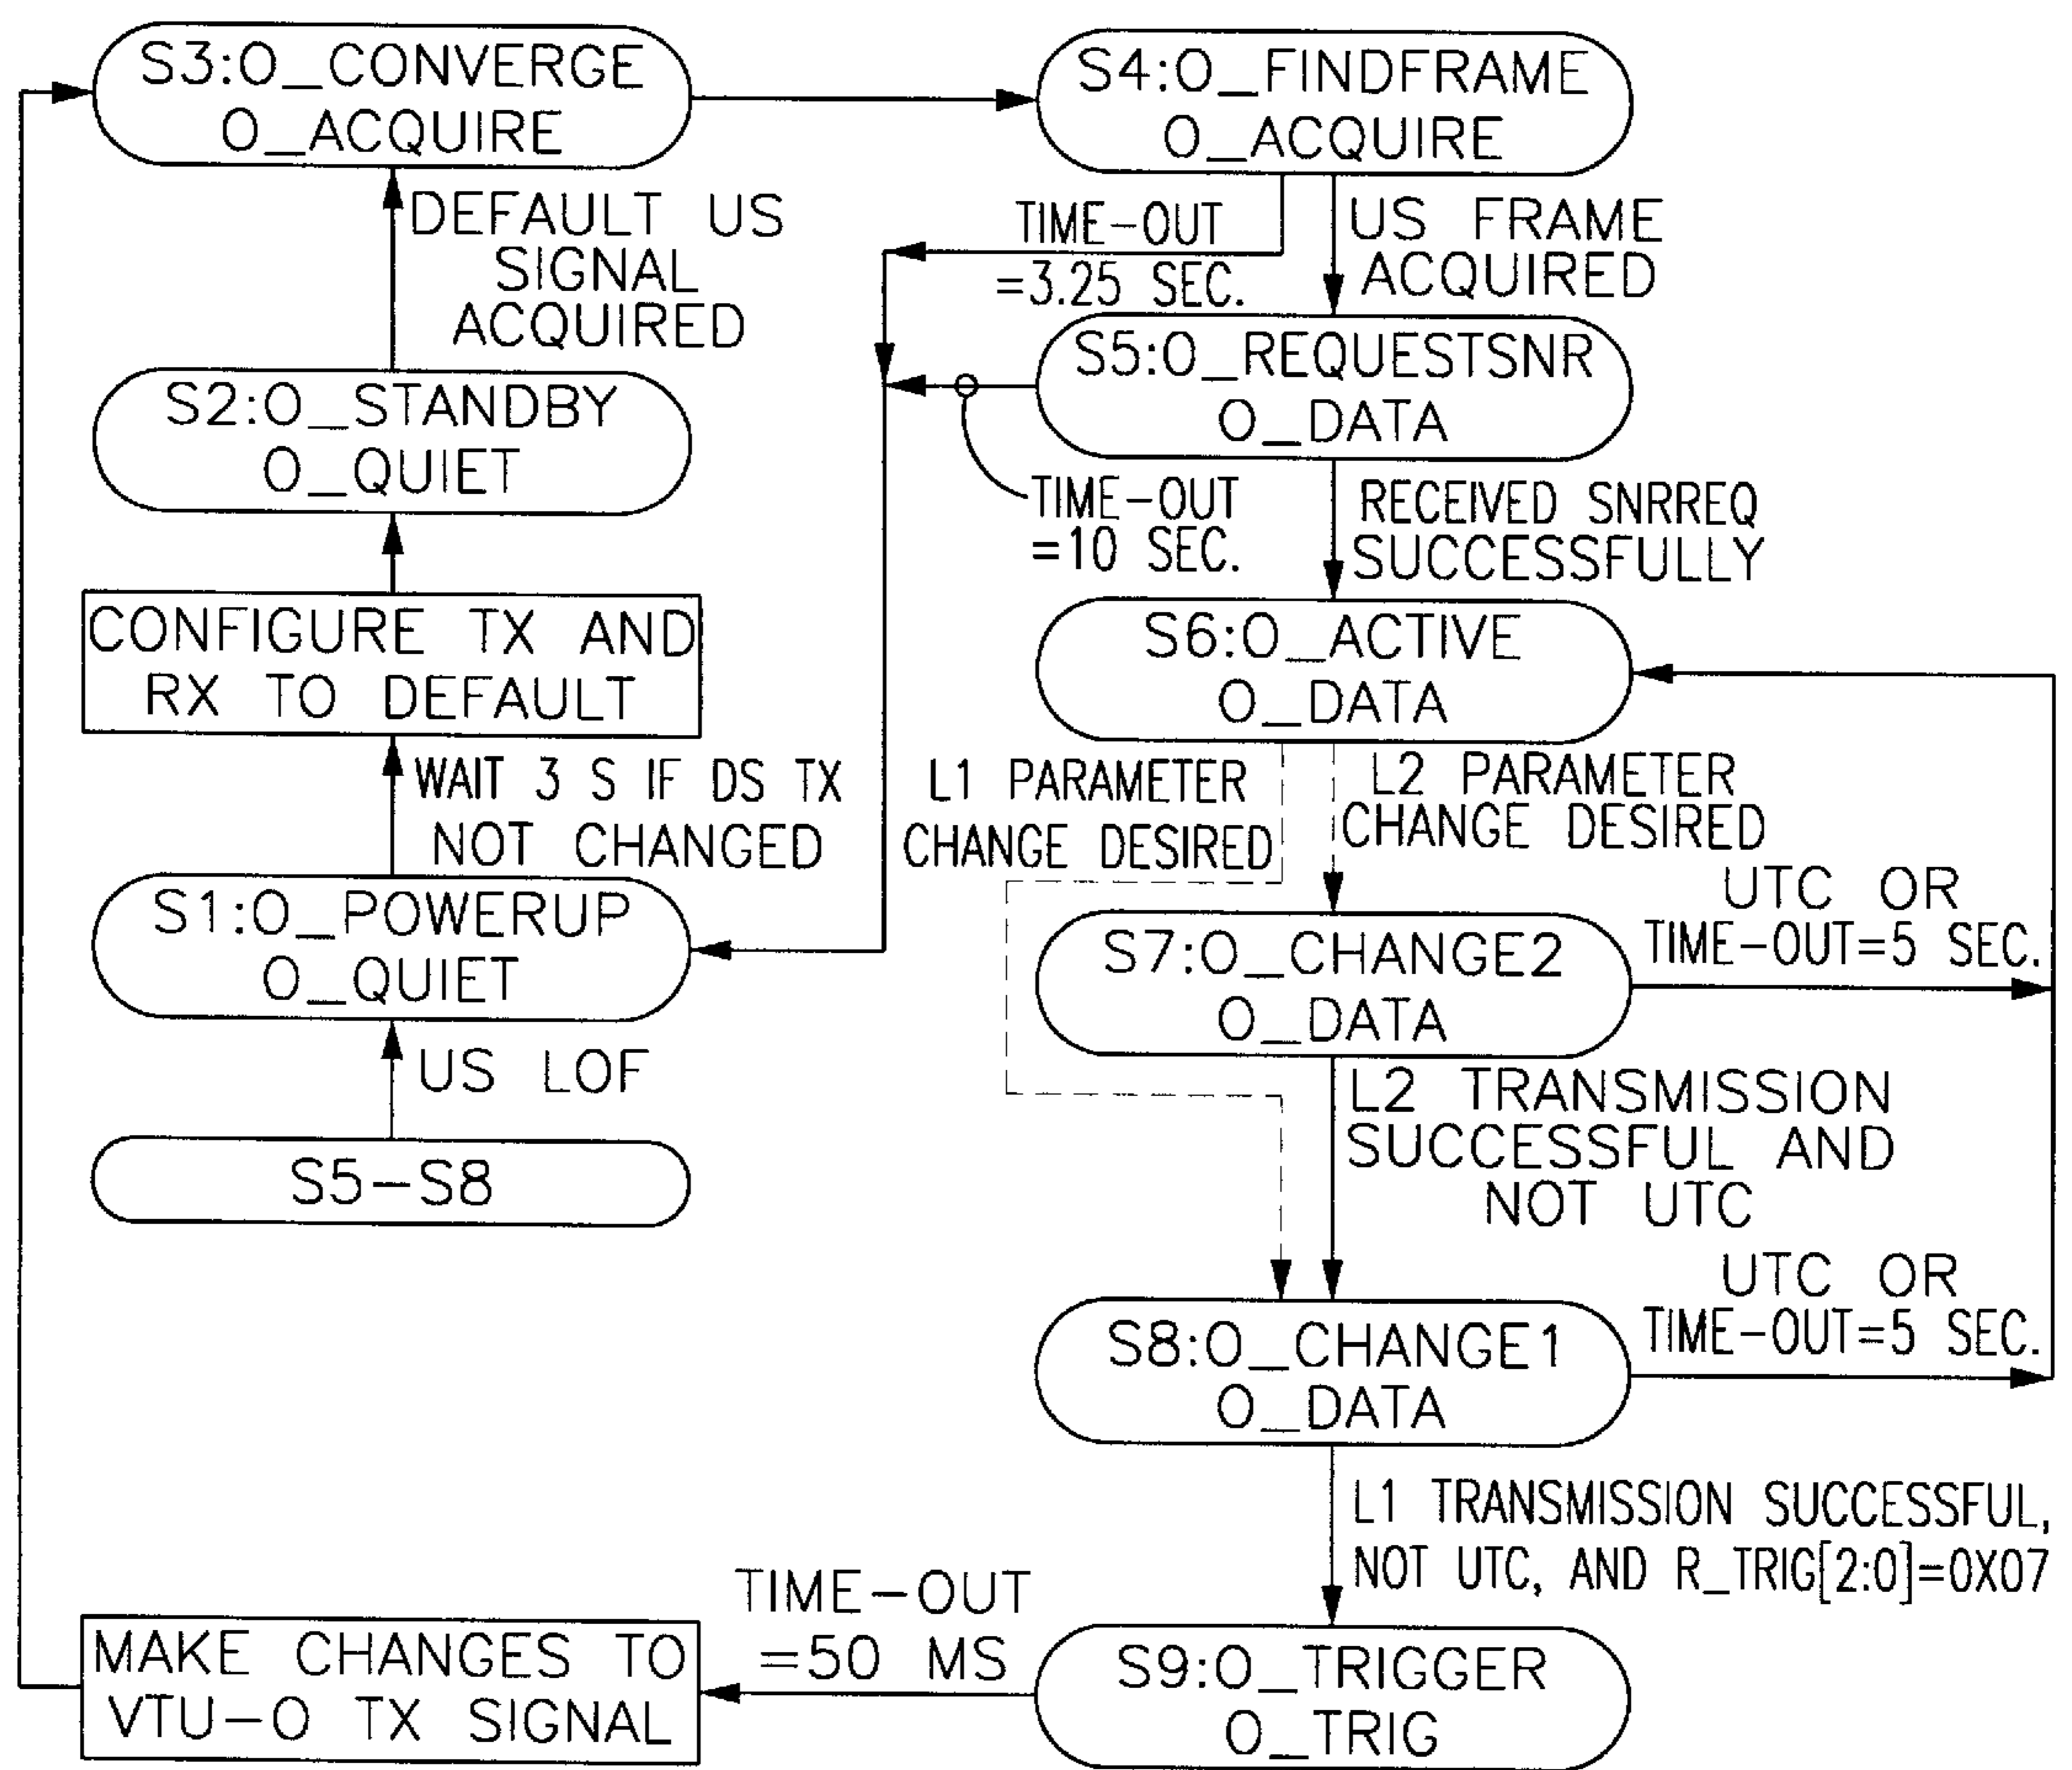 S3:O_CONVERGE
O_ACQUIRE
S4:O_FINDFRAME
O_ACQUIRE
DEFAULT US
SIGNAL
ACQUIRED
TIME-OUT
=3.25 SEC.
US FRAME
ACQUIRED
S2:O_STANDBY
O_QUIET
S5:O_REQUESTSNR
O_DATA
TIME-OUT
=10 SEC.
RECEIVED SNRREQ
SUCCESSFULLY
CONFIGURE TX AND
RX TO DEFAULT
S6:O_ACTIVE
O_DATA
WAIT 3 S IF DS TX
NOT CHANGED
L1 PARAMETER
CHANGE DESIRED
L2 PARAMETER
CHANGE DESIRED
S1:O_POWERUP
O_QUIET
S7:O_CHANGE2
O_DATA
UTC OR
TIME-OUT=5 SEC.
US LOF
S5-S8
L2 TRANSMISSION
SUCCESSFUL AND
NOT UTC
S8:O_CHANGE1
O_DATA
UTC OR
TIME-OUT=5 SEC.
L1 TRANSMISSION SUCCESSFUL,
NOT UTC, AND R_TRIG[2:0]=0X07
S9:O_TRIGGER
O_TRIG
TIME-OUT
=50 MS
MAKE CHANGES TO
VTU-O TX SIGNAL